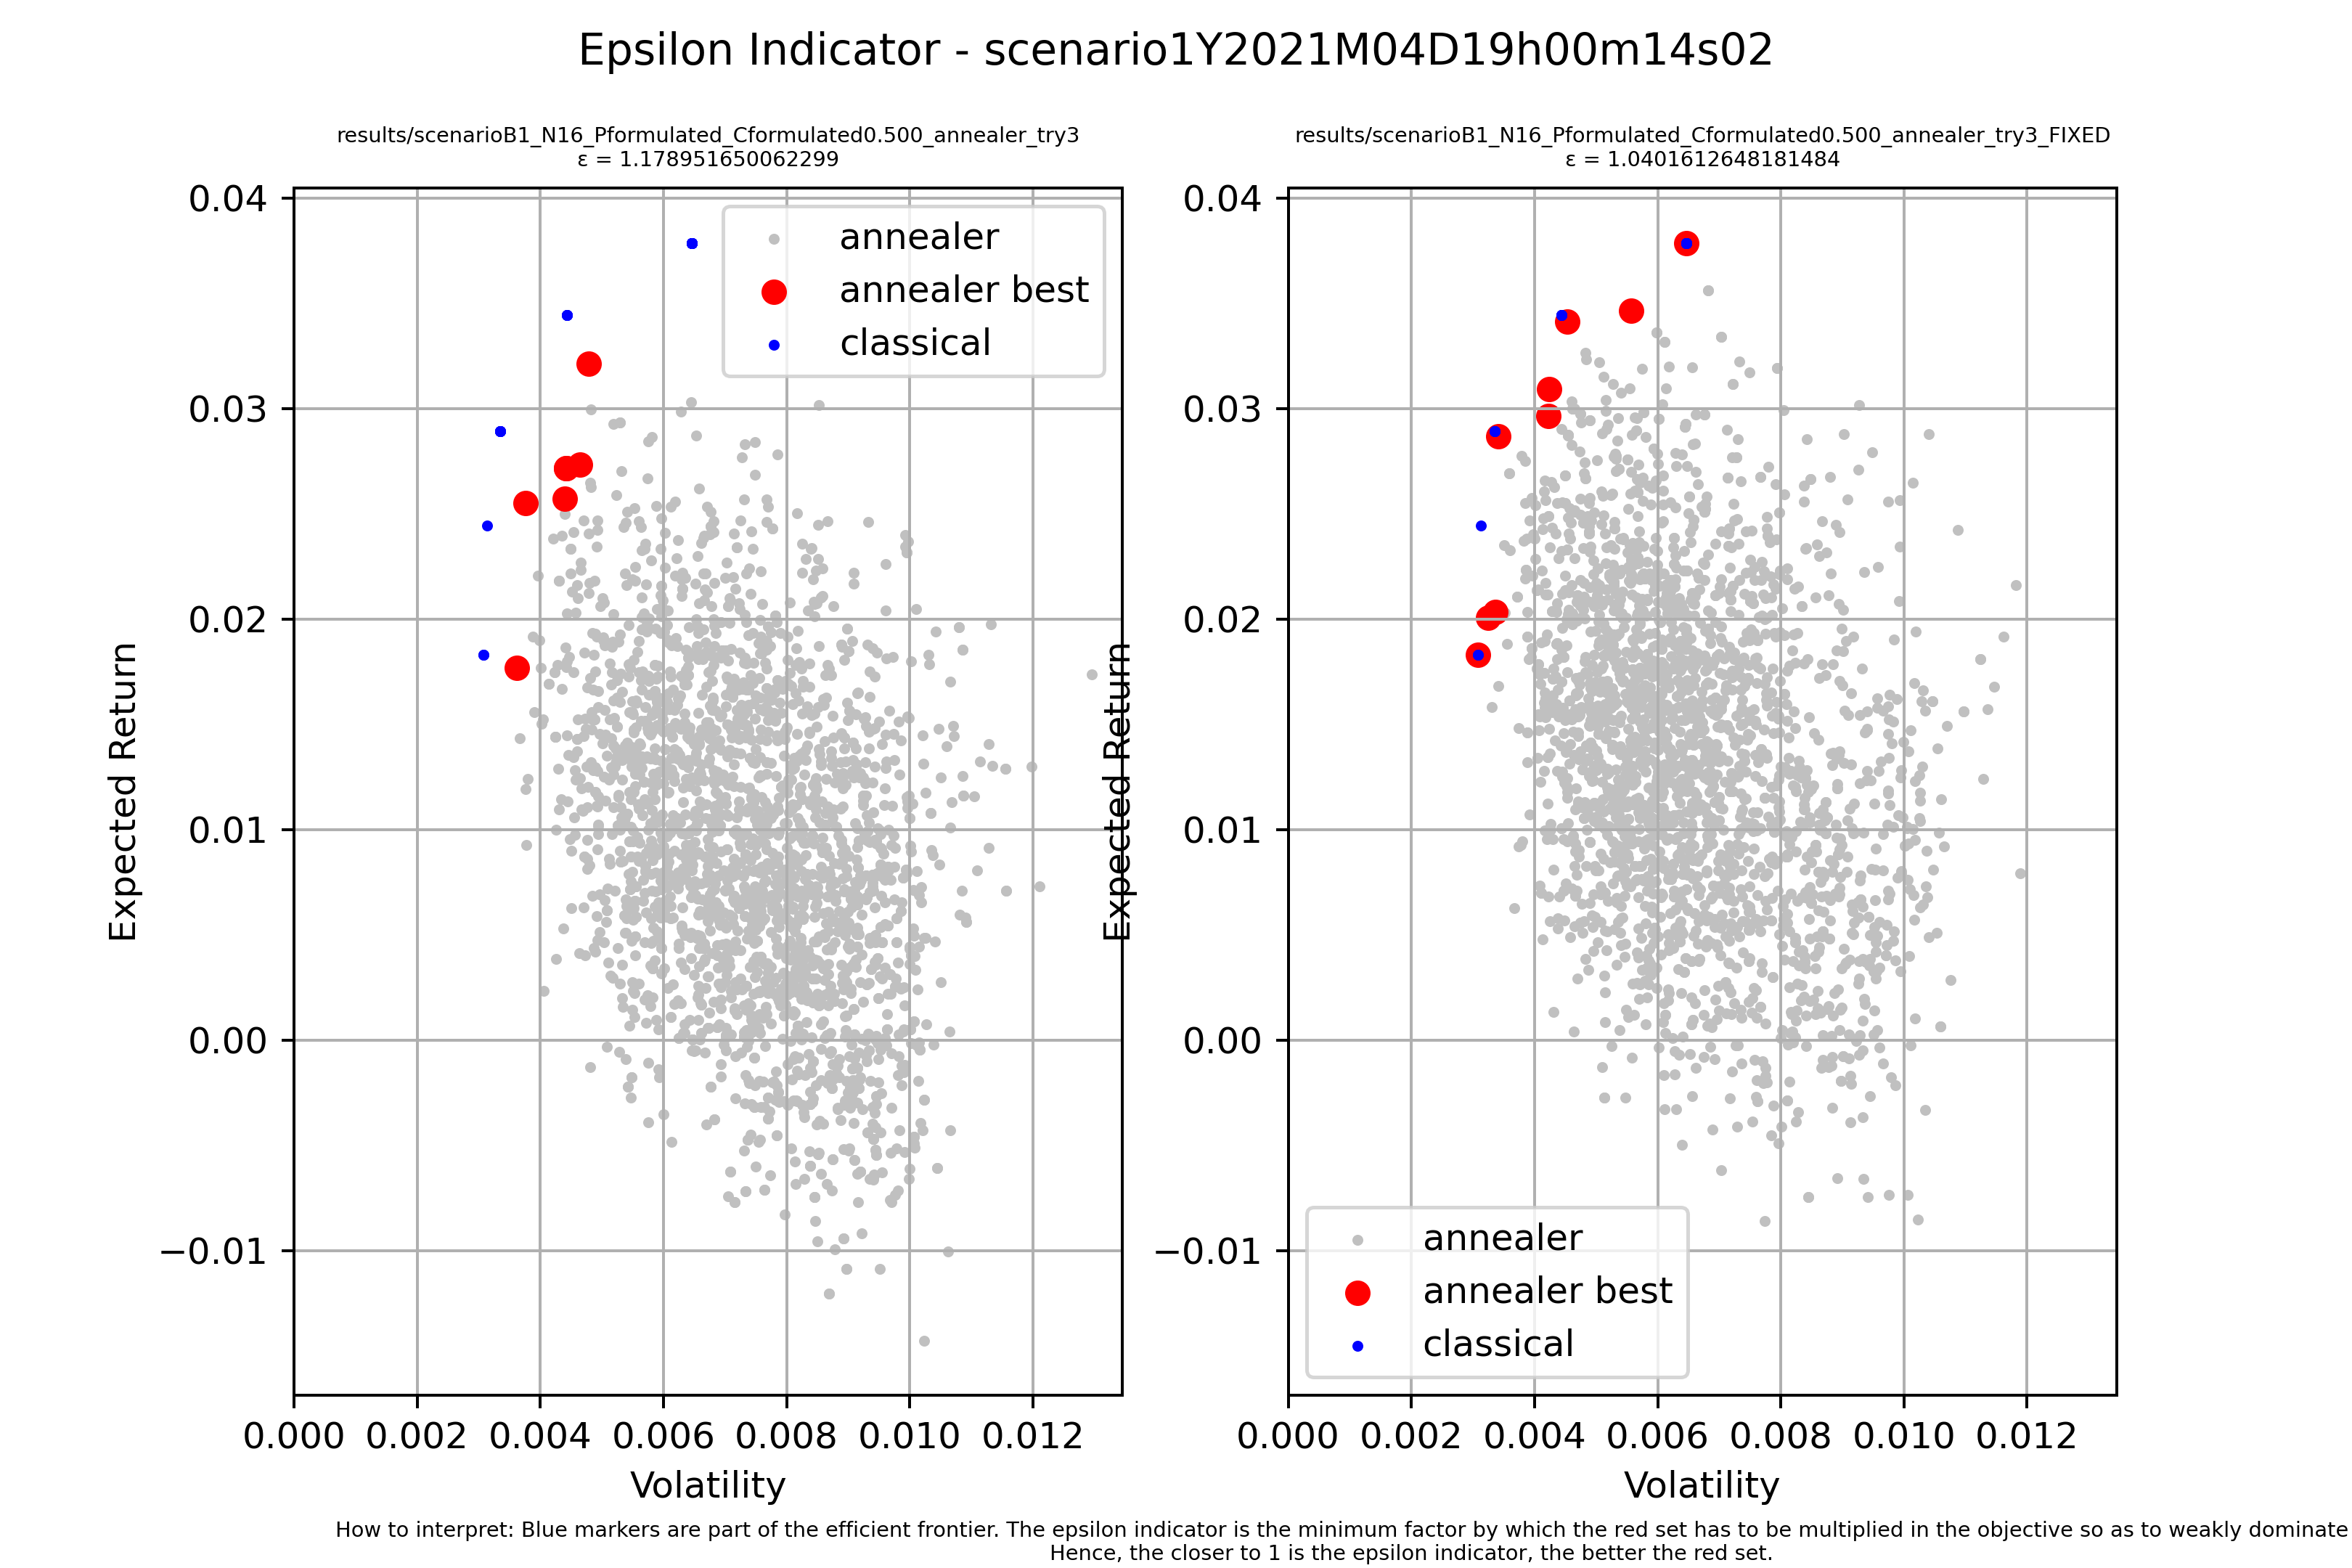 Epsilon Indicator - scenario1Y2021M04D19h00m14s02
results/scenarioB1_N16_Pformulated_Cformulated0.500_annealer_try3
ε = 1.178951650062299
results/scenarioB1_N16_Pformulated_Cformulated0.500_annealer_try3_FIXED
ε = 1.0401612648181484
0.04
0.03
0.02
0.01
0.00
−0.01
Expected Return
annealer
annealer best
classical
0.000 0.002 0.004 0.006 0.008 0.010 0.012
Volatility
0.04
0.03
0.02
0.01
0.00
−0.01
Expected Return
annealer
annealer best
classical
0.000 0.002 0.004 0.006 0.008 0.010 0.012
Volatility
How to interpret: Blue markers are part of the efficient frontier. The epsilon indicator is the minimum factor by which the red set has to be multiplied in the objective so as to weakly dominate
Hence, the closer to 1 is the epsilon indicator, the better the red set.